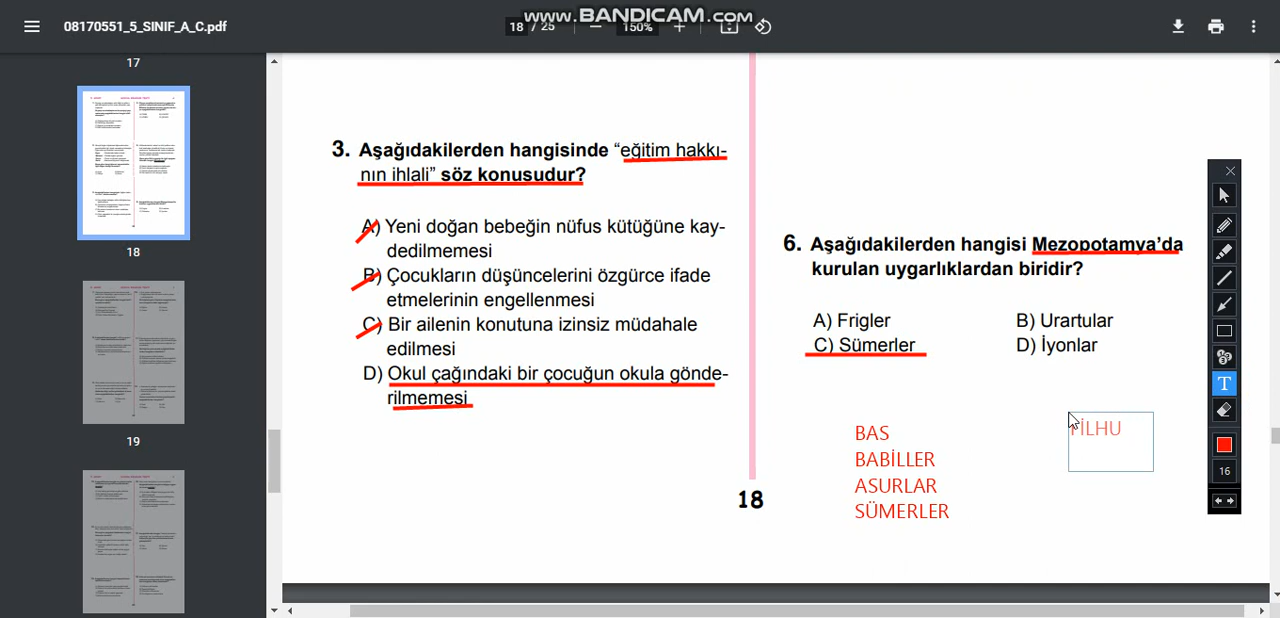 www.BANDICAM.com
08170551_5_SINIF_A_C.pdf
18 / 25
150%
17
18
19
3. Aşağıdakilerden hangisinde “eğitim hakkı-
nın ihlali” söz konusudur?
A) Yeni doğan bebeğin nüfus kütüğüne kay-
dedilmemesi
B) Çocukların düşüncelerini özgürce ifade
etmelerinin engellenmesi
C) Bir ailenin konutuna izinsiz müdahale
edilmesi
D) Okul çağındaki bir çocuğun okula gönde-
rilmemesi
18
6. Aşağıdakilerden hangisi Mezopotamya’da
kurulan uygarlıklardan biridir?
A) Frigler B) Urartular
C) Sümerler D) İyonlar
BAS
BABİLLER
ASURLAR
SÜMERLER
T
16